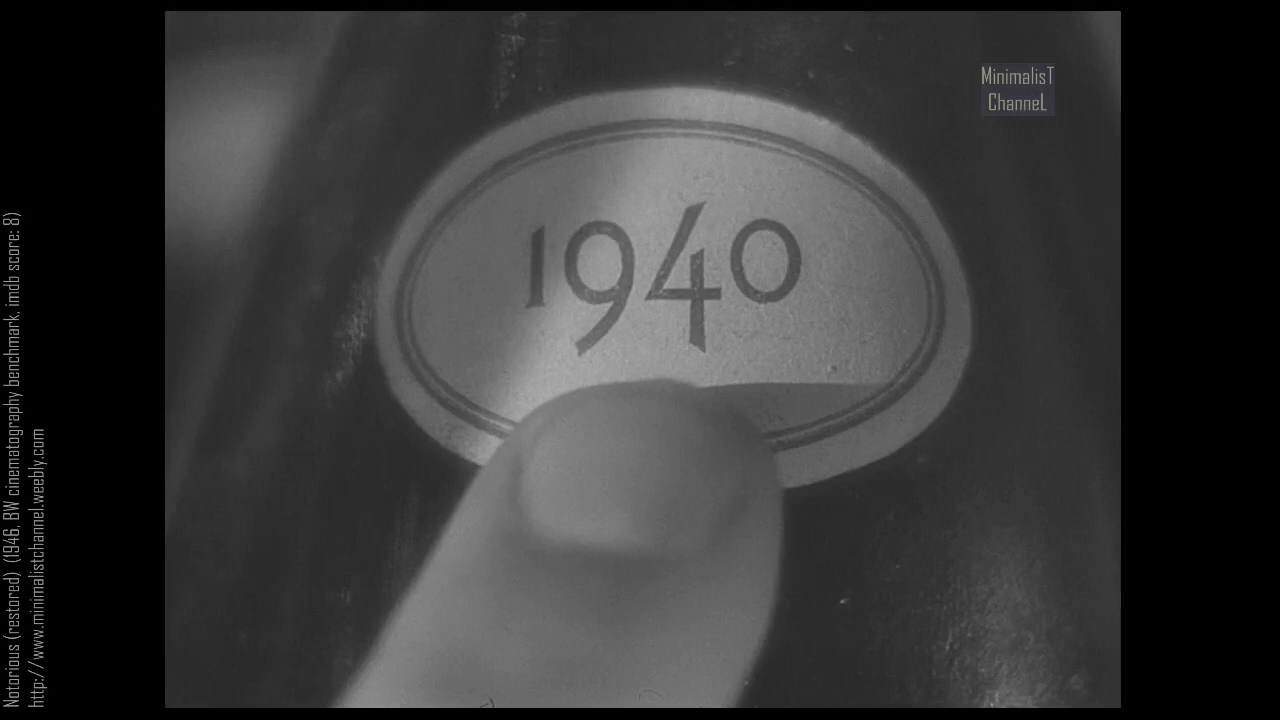 MinimalisT
ChanneL
1940
Notorious (restored) (1946, BW cinematography benchmark, imdb score: 8)
http://www.minimalistchannel.weebly.com